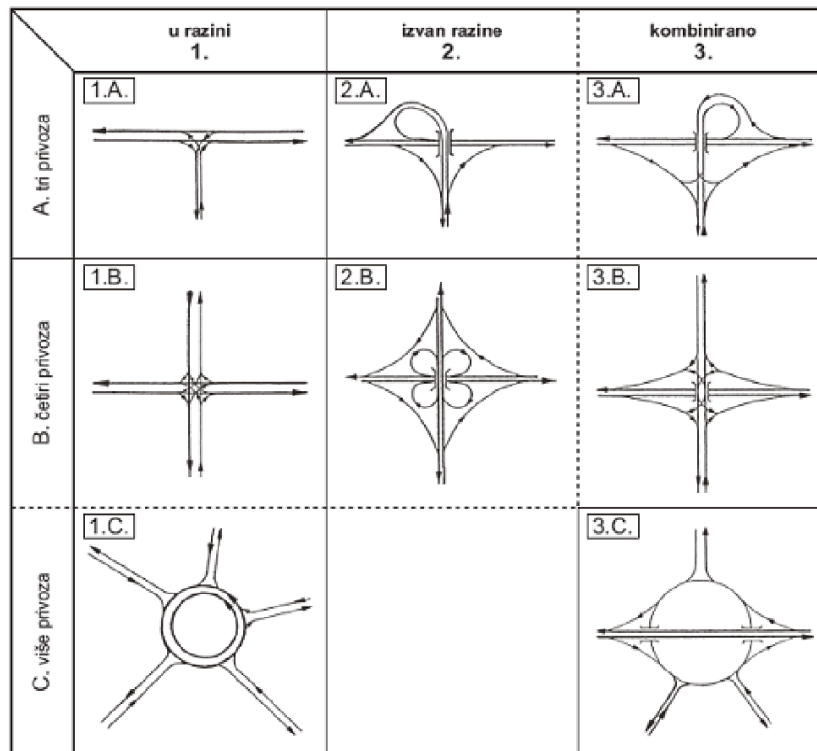 u razini
1.
izvan razine
2.
kombinirano
3.
A. tri privoza
1.A.
2.A.
3.A.
B. četiri privoza
1.B.
2.B.
3.B.
C. više privoza
1.C.
3.C.